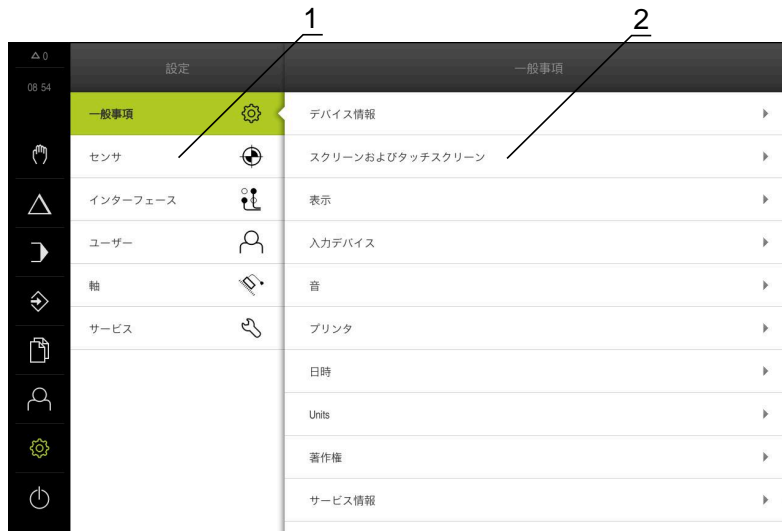 1
2
△ 0
08 54
設定
一般事項
一般事項
センサ
インターフェース
ユーザー
軸
サービス
デバイス情報
スクリーンおよびタッチスクリーン
表示
入力デバイス
音
プリンタ
日時
Units
著作権
サービス情報